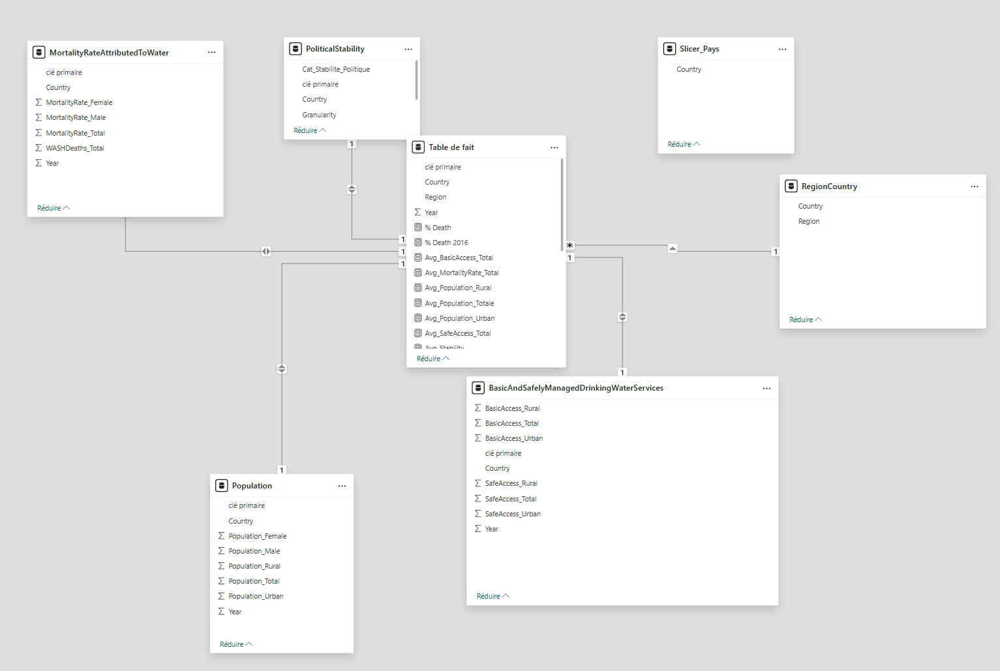 MortalityRateAttributedToWater
clé primaire
Country
MortalityRate_Female
MortalityRate_Male
MortalityRate_Total
WASHDeaths_Total
Year
Réduire
PoliticalStability
Cat_Stabilite_Politique
clé primaire
Country
Granularity
Réduire
1
Table de fait
clé primaire
Country
Region
Year
% Death
% Death 2016
Avg_BasicAccess_Total
Avg_MortalityRate_Total
Avg_Population_Rural
Avg_Population_Totale
Avg_Population_Urban
Avg_SafeAccess_Total
Avg_Stability
Réduire
1
1
1
*
1
Slicer_Pays
Country
Réduire
RegionCountry
Country
Region
Réduire
1
1
BasicAndSafelyManagedDrinkingWaterServices
BasicAccess_Rural
BasicAccess_Total
BasicAccess_Urban
clé primaire
Country
SafeAccess_Rural
SafeAccess_Total
SafeAccess_Urban
Year
Réduire
1
Population
clé primaire
Country
Population_Female
Population_Male
Population_Rural
Population_Total
Population_Urban
Year
Réduire